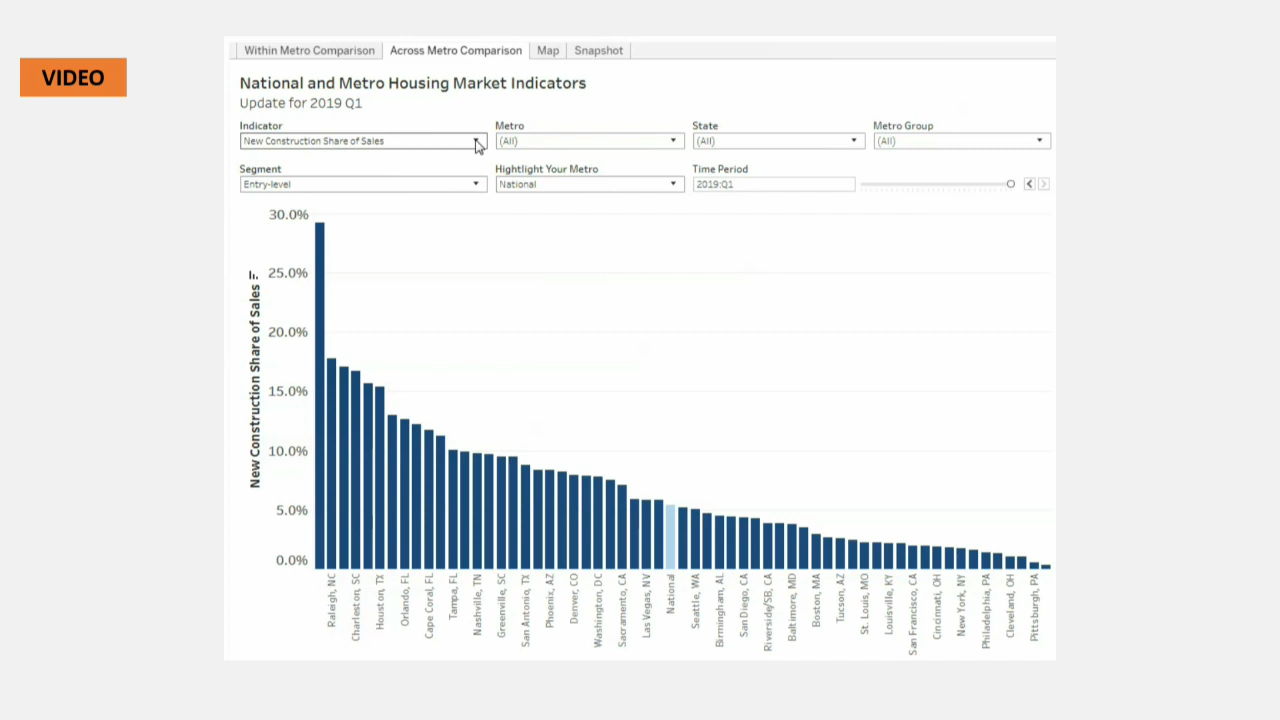 VIDEO
Within Metro Comparison
Across Metro Comparison
Map
Snapshot
National and Metro Housing Market Indicators
Update for 2019 Q1
Indicator
Metro
State
Metro Group
New Construction Share of Sales
(All)
(All)
(All)
Segment
Hightlight Your Metro
Time Period
Entry-level
National
2019:Q1
New Construction Share of Sales
30.0%
25.0%
20.0%
15.0%
10.0%
5.0%
0.0%
Raleigh, NC
Charleston, SC
Houston, TX
Orlando, FL
Cape Coral, FL
Tampa, FL
Nashville, TN
Greenville, SC
San Antonio, TX
Phoenix, AZ
Denver, CO
Washington, DC
Sacramento, CA
Las Vegas, NV
National
Seattle, WA
Birmingham, AL
San Diego, CA
Riverside/SB, CA
Baltimore, MD
Boston, MA
Tucson, AZ
St. Louis, MO
Louisville, KY
San Francisco, CA
Cincinnati, OH
New York, NY
Philadelphia, PA
Cleveland, OH
Pittsburgh, PA